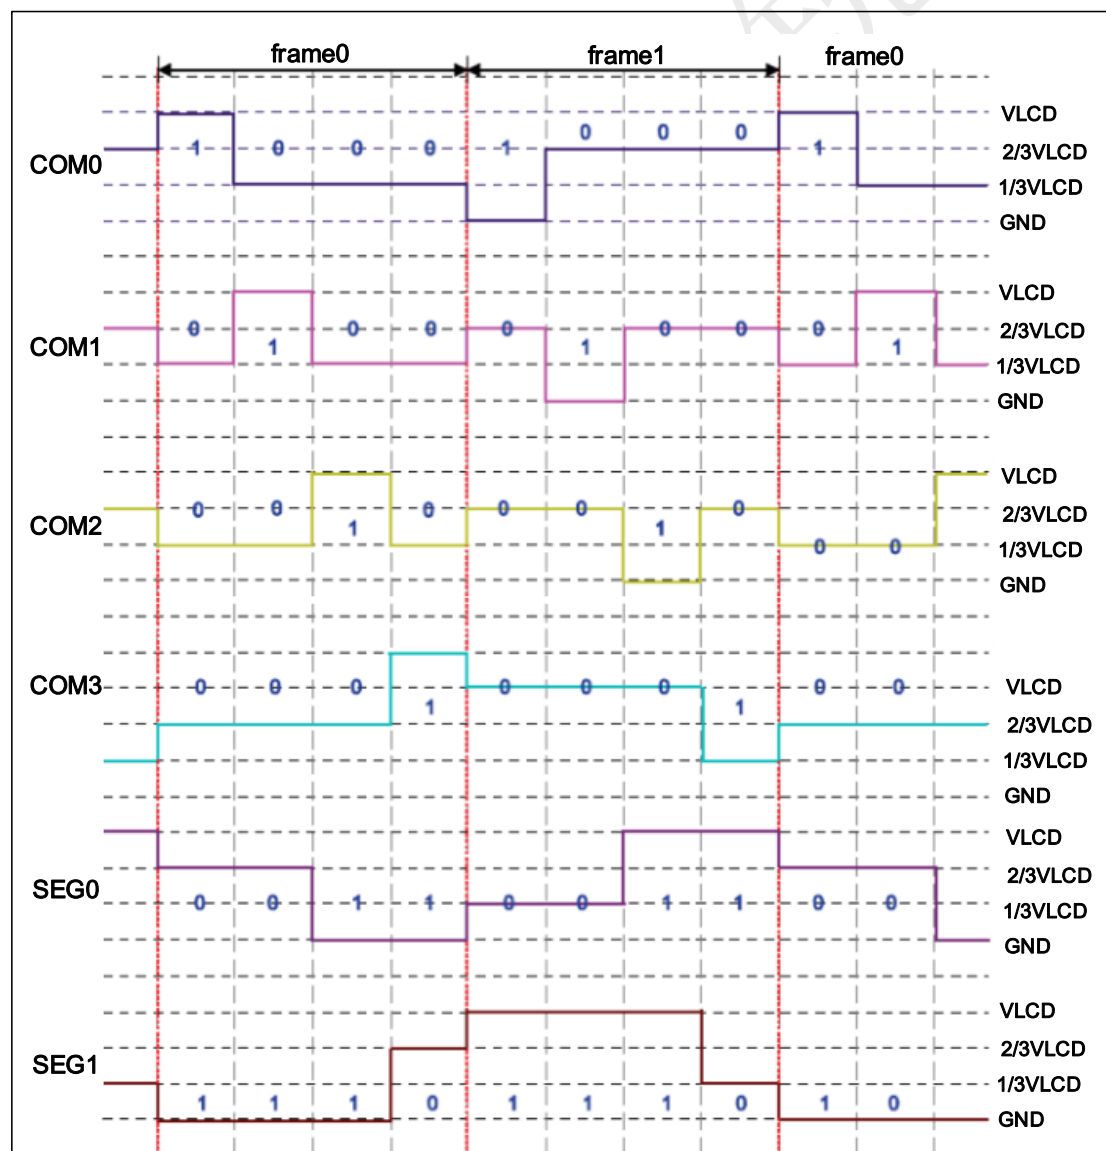 frame0 frame1 frame0
VLCD
COM0 1 0 0 0 1 0 0 0 1 2/3VLCD
1/3VLCD
GND
VLCD
0 0 0 0 0 0 0 2/3VLCD
COM1 1 1 1
1/3VLCD
GND
VLCD
0 0 0 0 0 0 2/3VLCD
COM2 1 1
0 0 1/3VLCD
GND
COM3 0 0 0 0 0 0 0 0 VLCD
1 1
2/3VLCD
1/3VLCD
GND
VLCD
2/3VLCD
SEG0 0 0 1 1 0 0 1 1 0 0 1/3VLCD
GND
VLCD
2/3VLCD
SEG1
1/3VLCD
1 1 1 0 1 1 1 0 1 0
GND